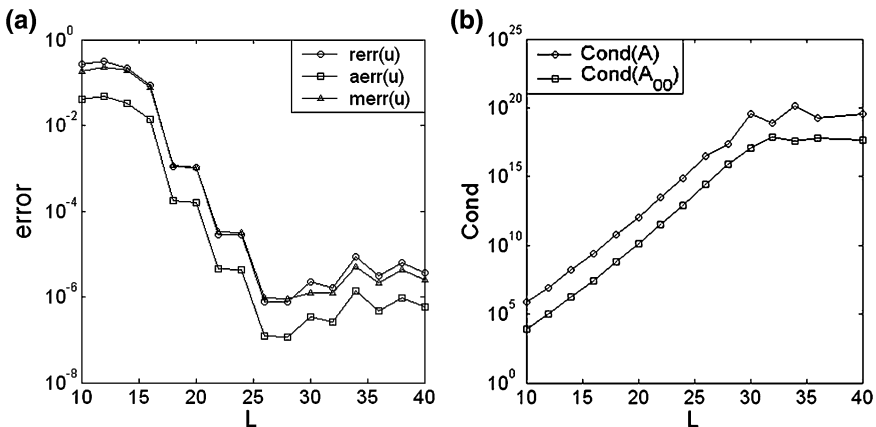 (a)
10^0
10^-2
10^-4
10^-6
10^-8
error
rerr(u)
aerr(u)
merr(u)
10 15 20 25 30 35 40
L
(b)
10^25
10^20
10^15
10^10
10^5
10^0
Cond
Cond(A)
Cond(A_00)
10 15 20 25 30 35 40
L